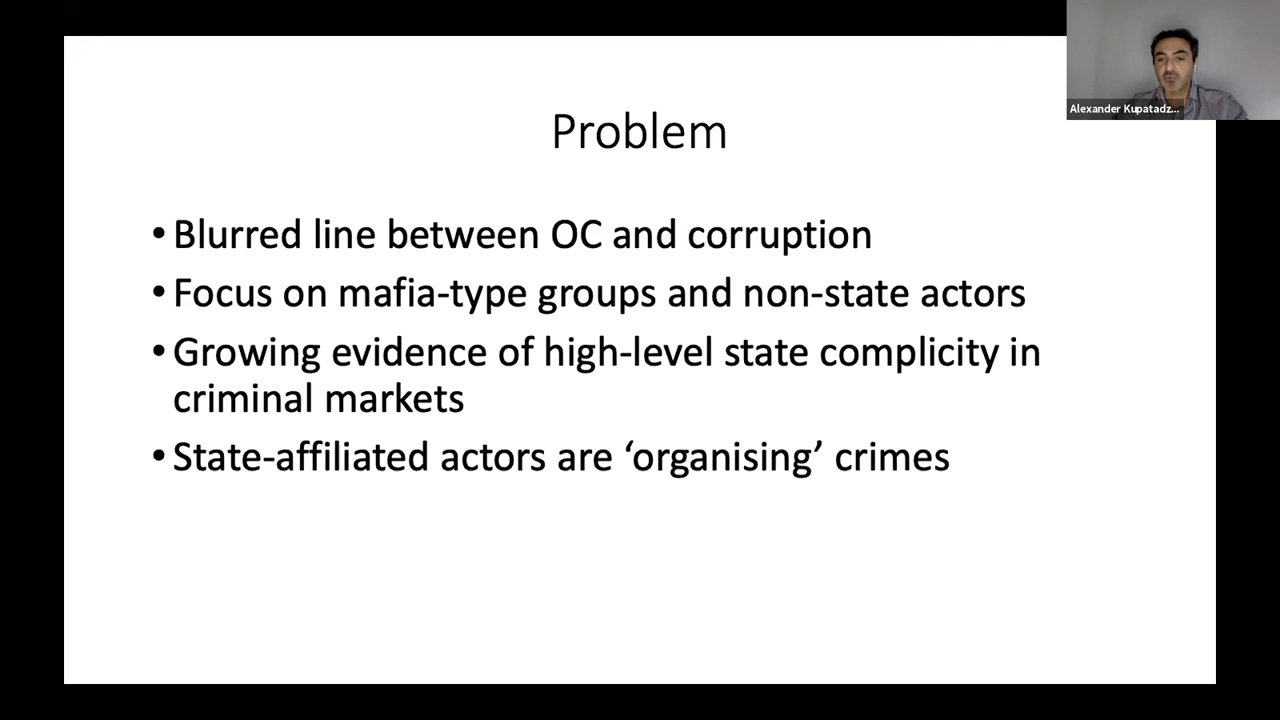 Alexander Kupatadz...
Problem
• Blurred line between OC and corruption
• Focus on mafia-type groups and non-state actors
• Growing evidence of high-level state complicity in
criminal markets
• State-affiliated actors are ‘organising’ crimes